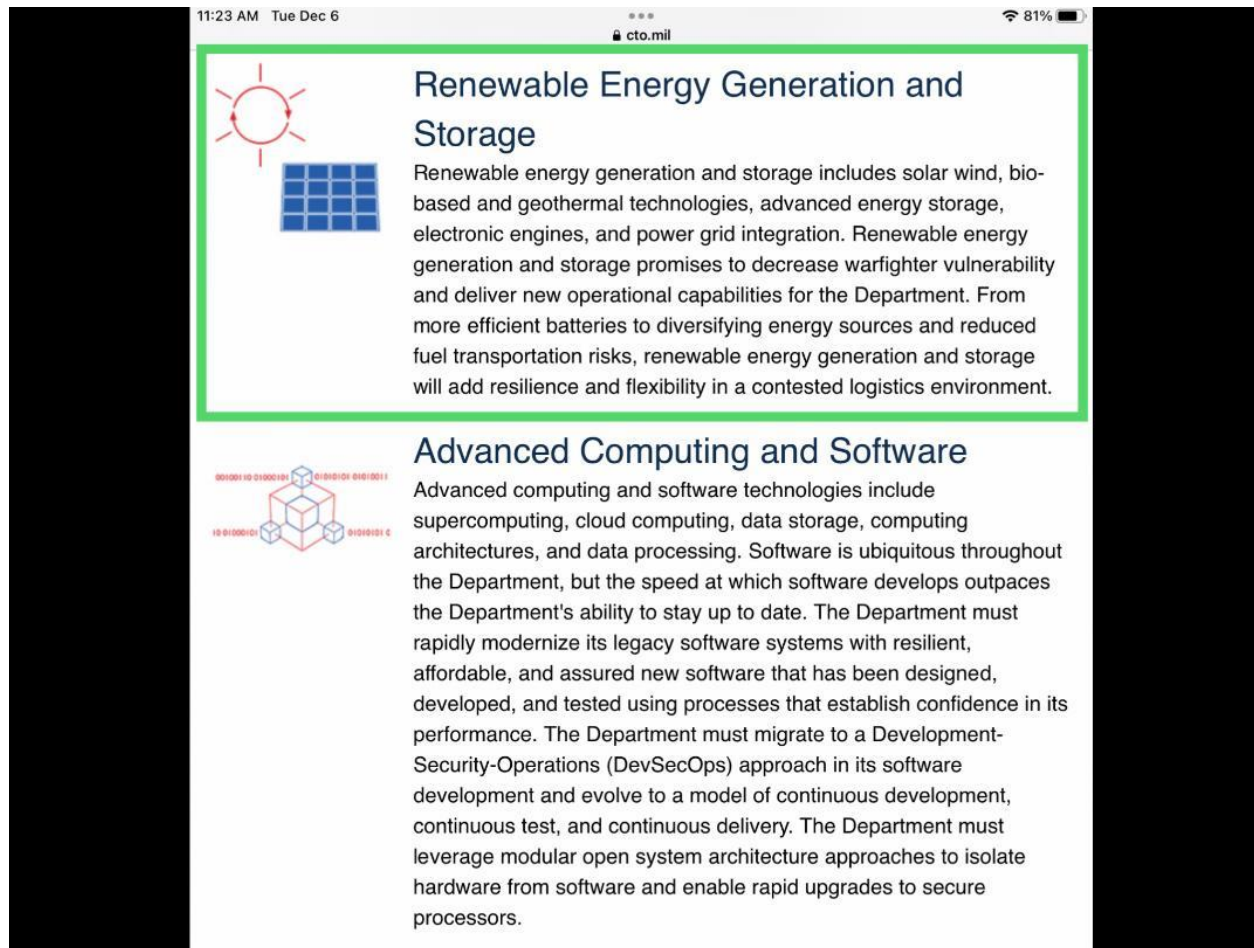 11:23 AM Tue Dec 6
81%
cto.mil
Renewable Energy Generation and
Storage
Renewable energy generation and storage includes solar wind, bio-
based and geothermal technologies, advanced energy storage,
electronic engines, and power grid integration. Renewable energy
generation and storage promises to decrease warfighter vulnerability
and deliver new operational capabilities for the Department. From
more efficient batteries to diversifying energy sources and reduced
fuel transportation risks, renewable energy generation and storage
will add resilience and flexibility in a contested logistics environment.
Advanced Computing and Software
00100110 01000101 01010101 01010011
10 01000101 01010101 0
Advanced computing and software technologies include
supercomputing, cloud computing, data storage, computing
architectures, and data processing. Software is ubiquitous throughout
the Department, but the speed at which software develops outpaces
the Department's ability to stay up to date. The Department must
rapidly modernize its legacy software systems with resilient,
affordable, and assured new software that has been designed,
developed, and tested using processes that establish confidence in its
performance. The Department must migrate to a Development-
Security-Operations (DevSecOps) approach in its software
development and evolve to a model of continuous development,
continuous test, and continuous delivery. The Department must
leverage modular open system architecture approaches to isolate
hardware from software and enable rapid upgrades to secure
processors.